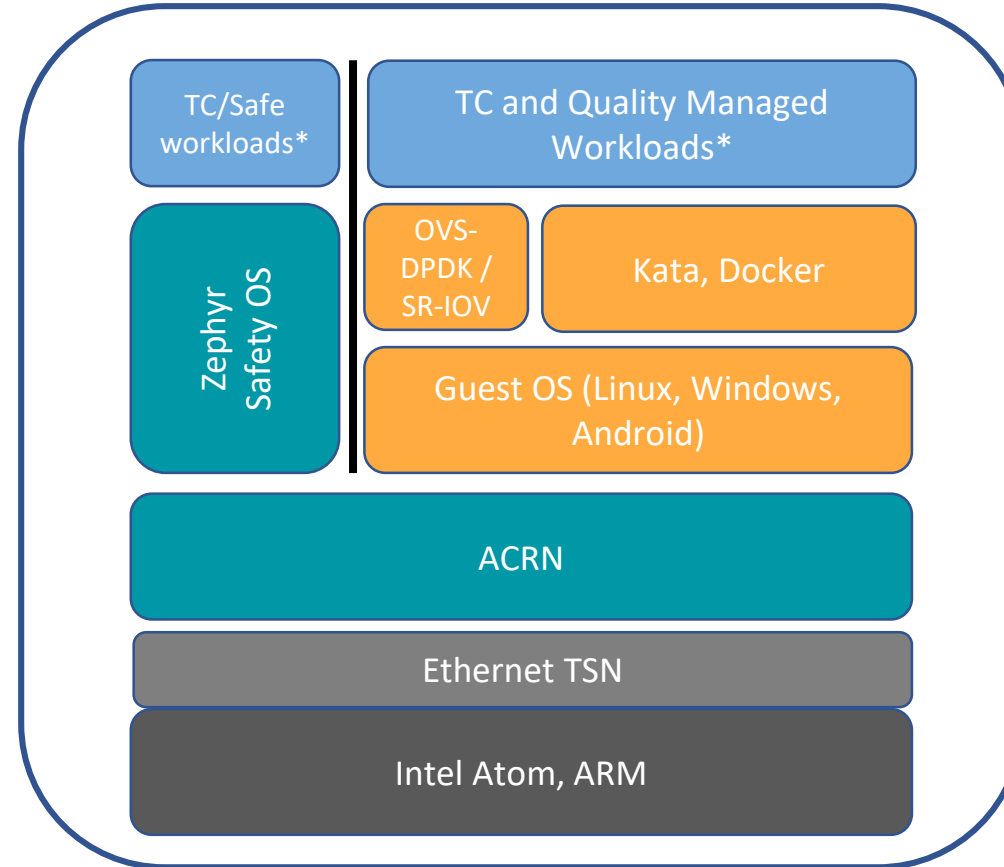 TC/Safe
workloads*
TC and Quality Managed
Workloads*
Zephyr
Safety OS
OVS-
DPDK /
SR-IOV
Kata, Docker
Guest OS (Linux, Windows,
Android)
ACRN
Ethernet TSN
Intel Atom, ARM